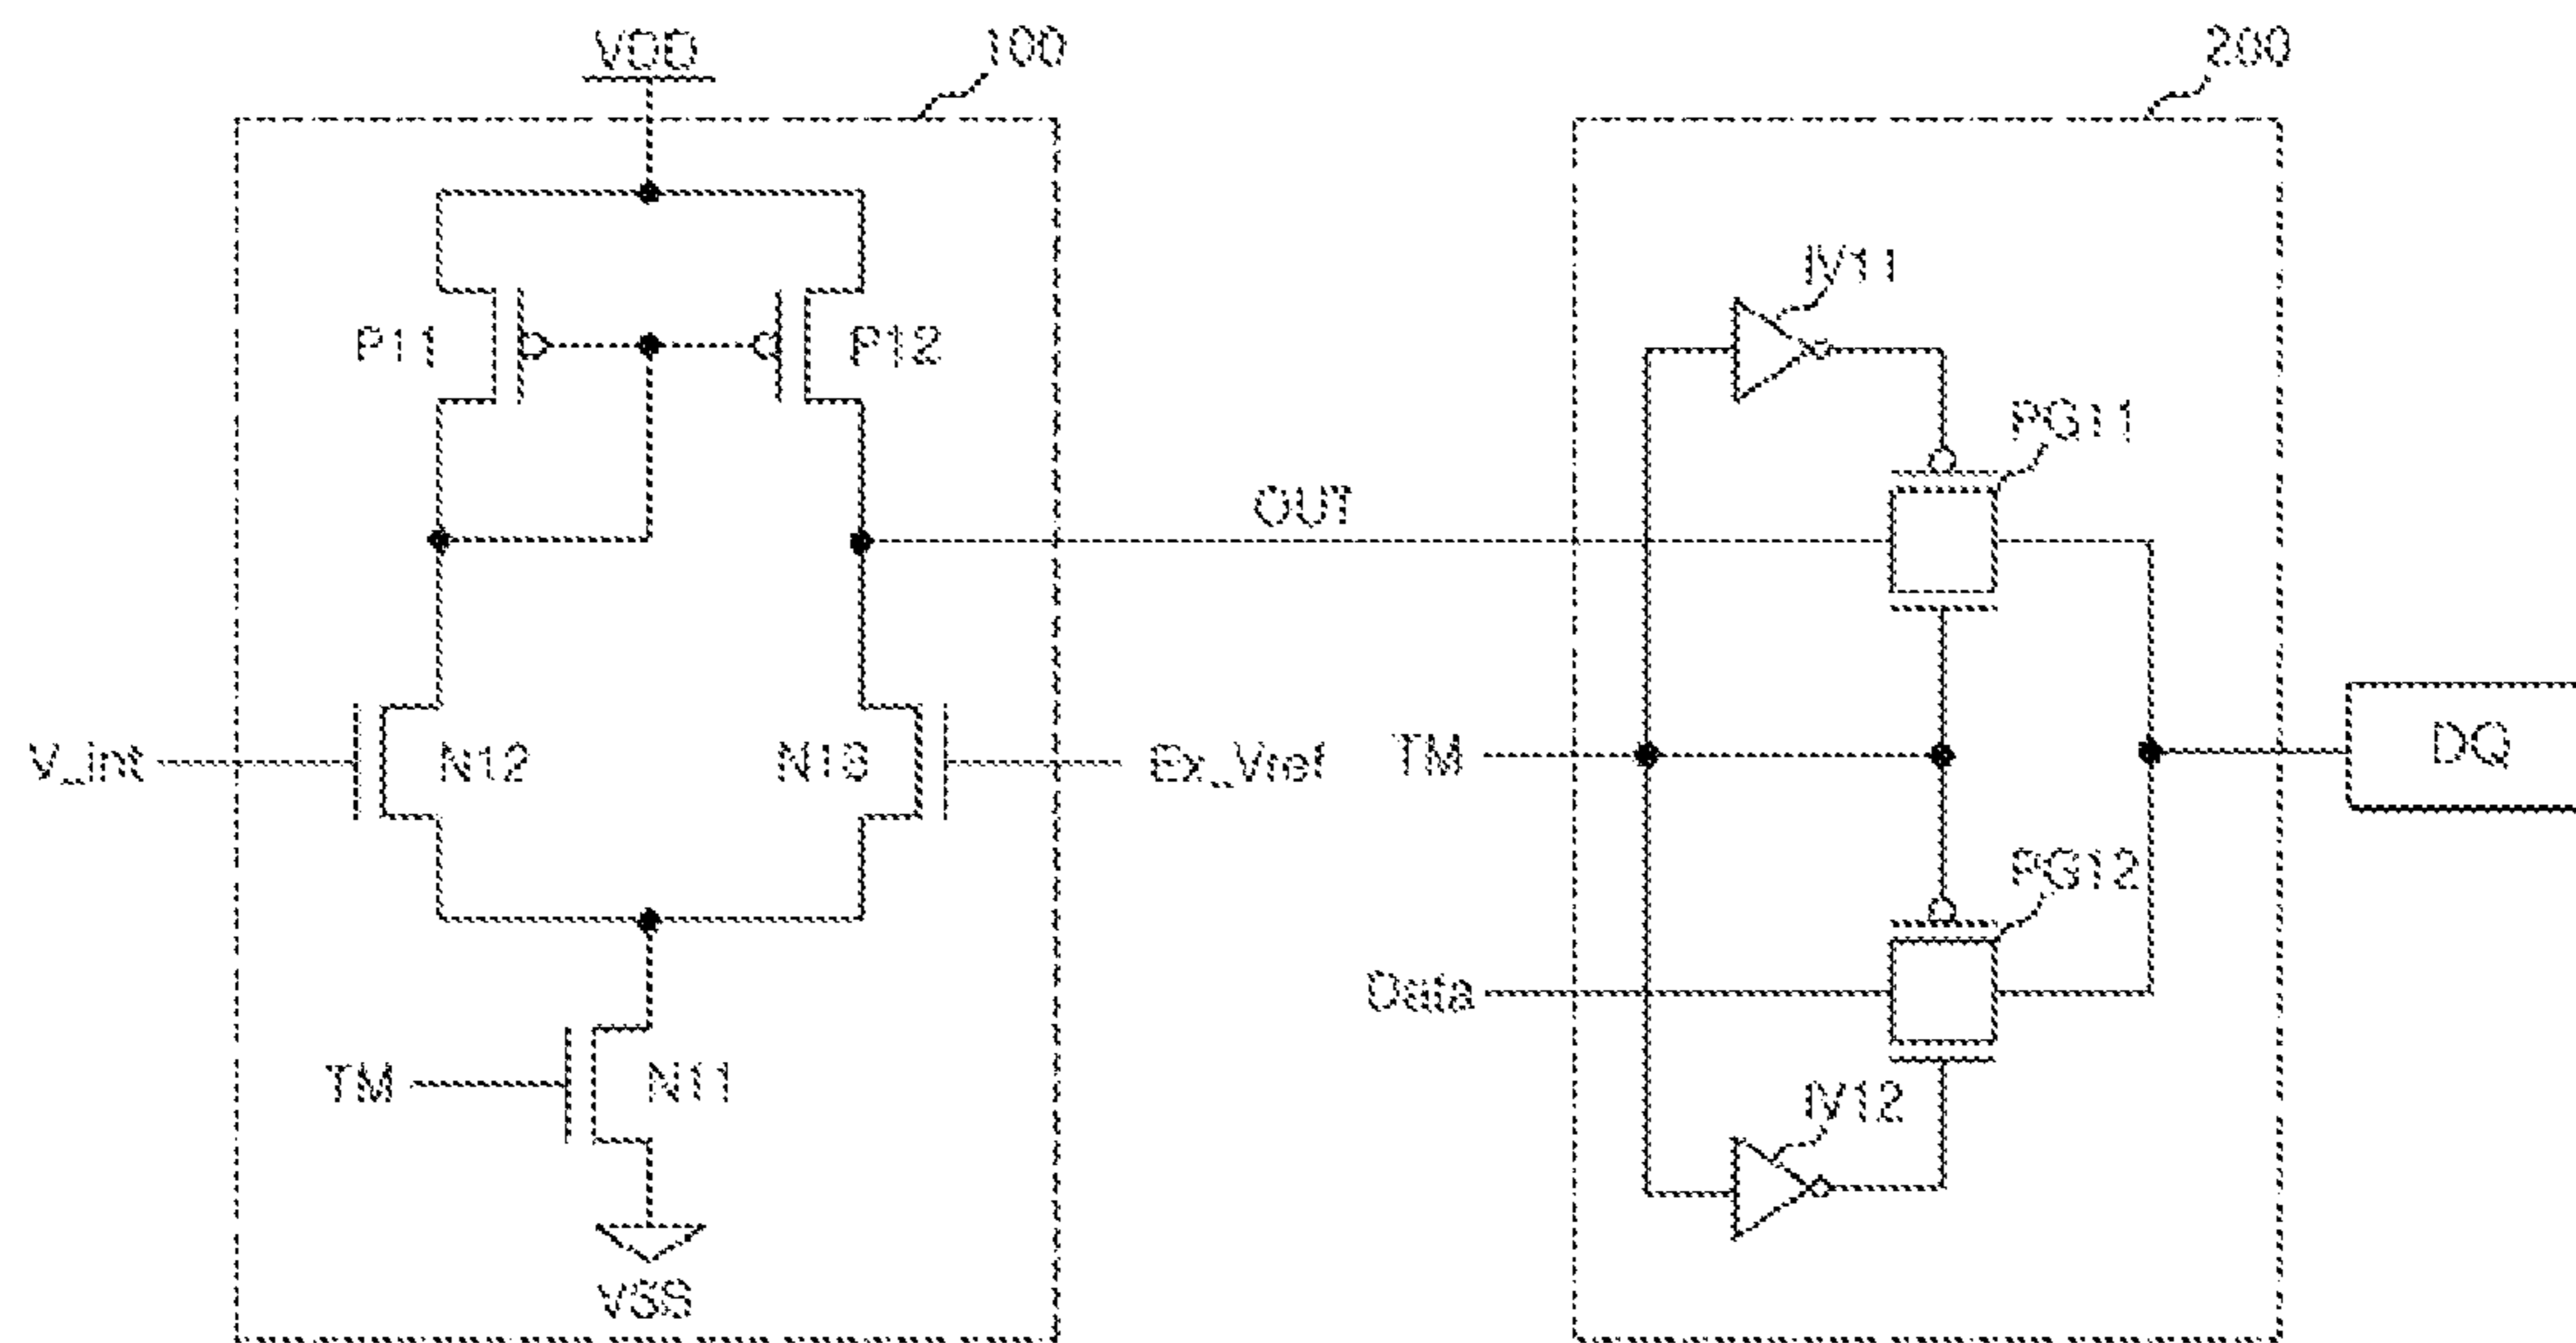 VDD
100
200
P11
P12
IV11
PG11
OUT
V_int
N12
N13
Ex_Vref
TM
DQ
PG12
Data
TM
N11
IV12
VSS